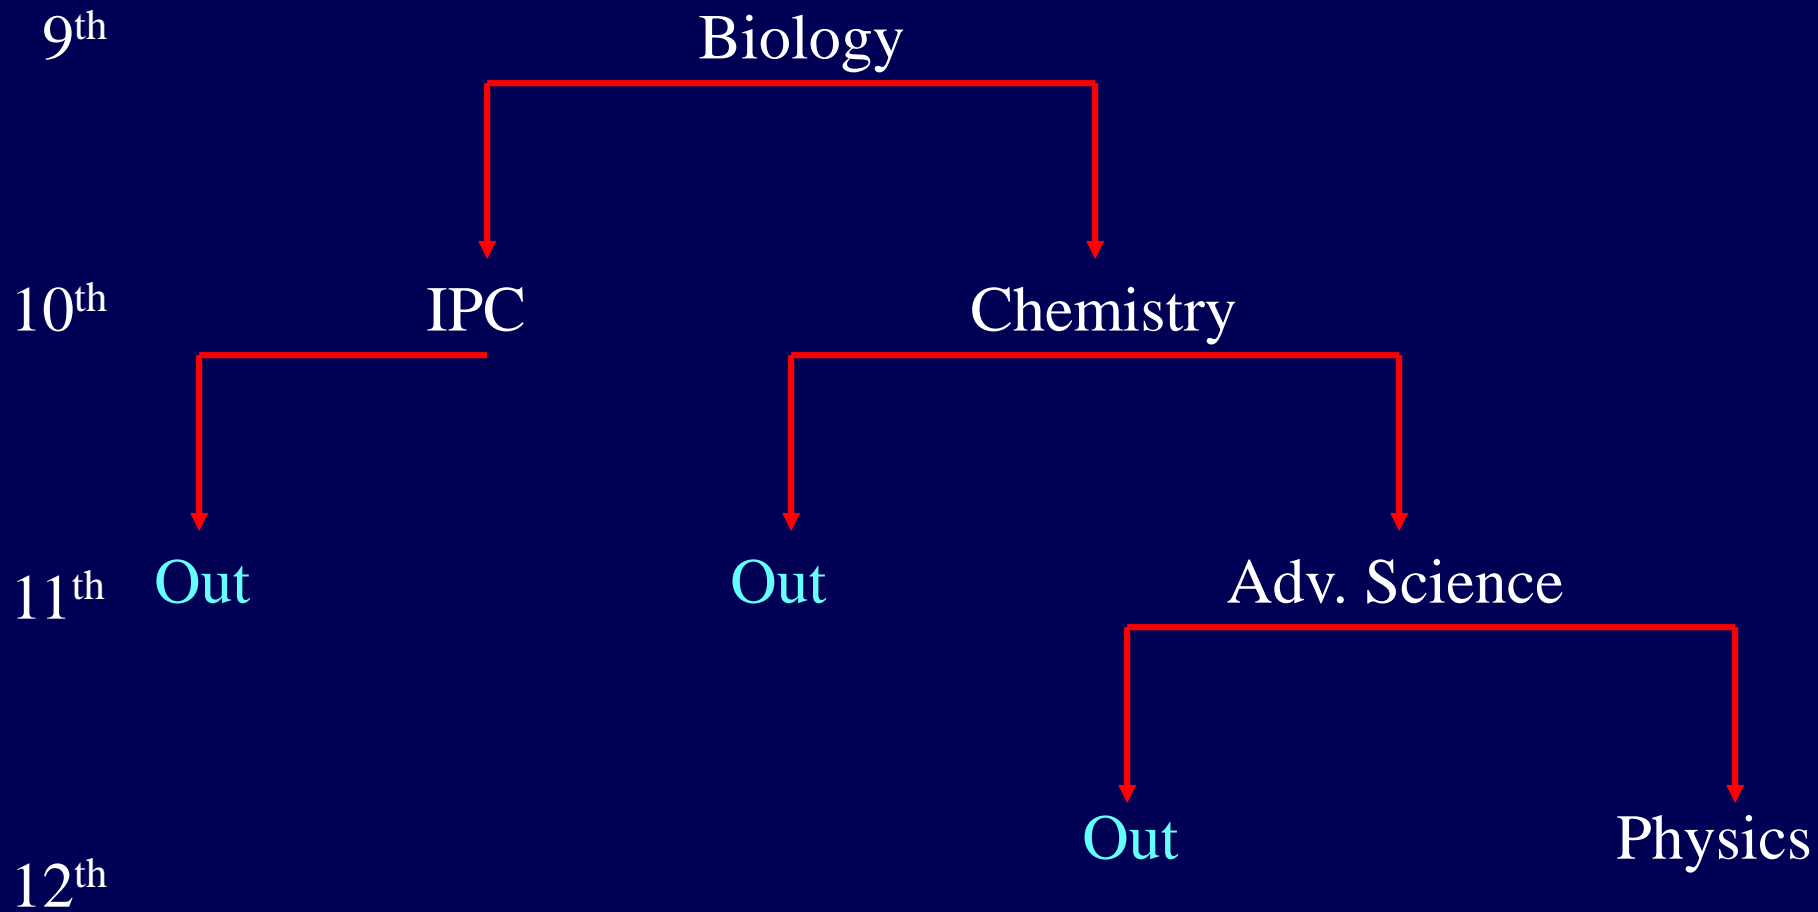 9th Biology
10th IPC Chemistry
11th Out Out Adv. Science
Out Physics
12th